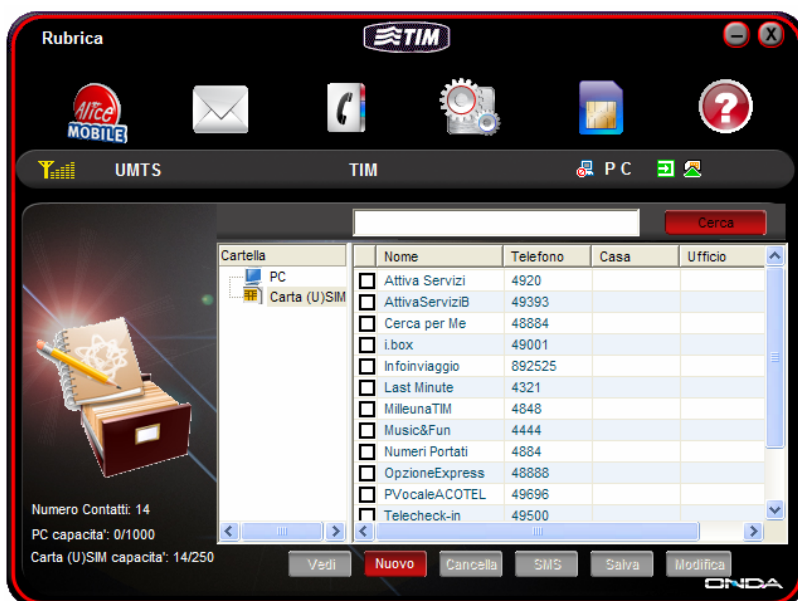 Rubrica
TIM
X
Alice
MOBILE
?
UMTS
TIM
PC
Cerca
Cartella
PC
Carta (U)SIM
Nome Telefono Casa Ufficio
Attiva Servizi 4920
AttivaServiziB 49393
Cerca per Me 48884
i.box 49001
Infoinviaggio 892525
Last Minute 4321
MilleunaTIM 4848
Music&Fun 4444
Numeri Portati 4884
OpzioneExpress 48888
PVocaleACOTEL 49696
Telecheck-in 49500
Numero Contatti: 14
PC capacita': 0/1000
Carta (U)SIM capacita': 14/250
Vedi Nuovo Cancella SMS Salva Modifica
ONDA